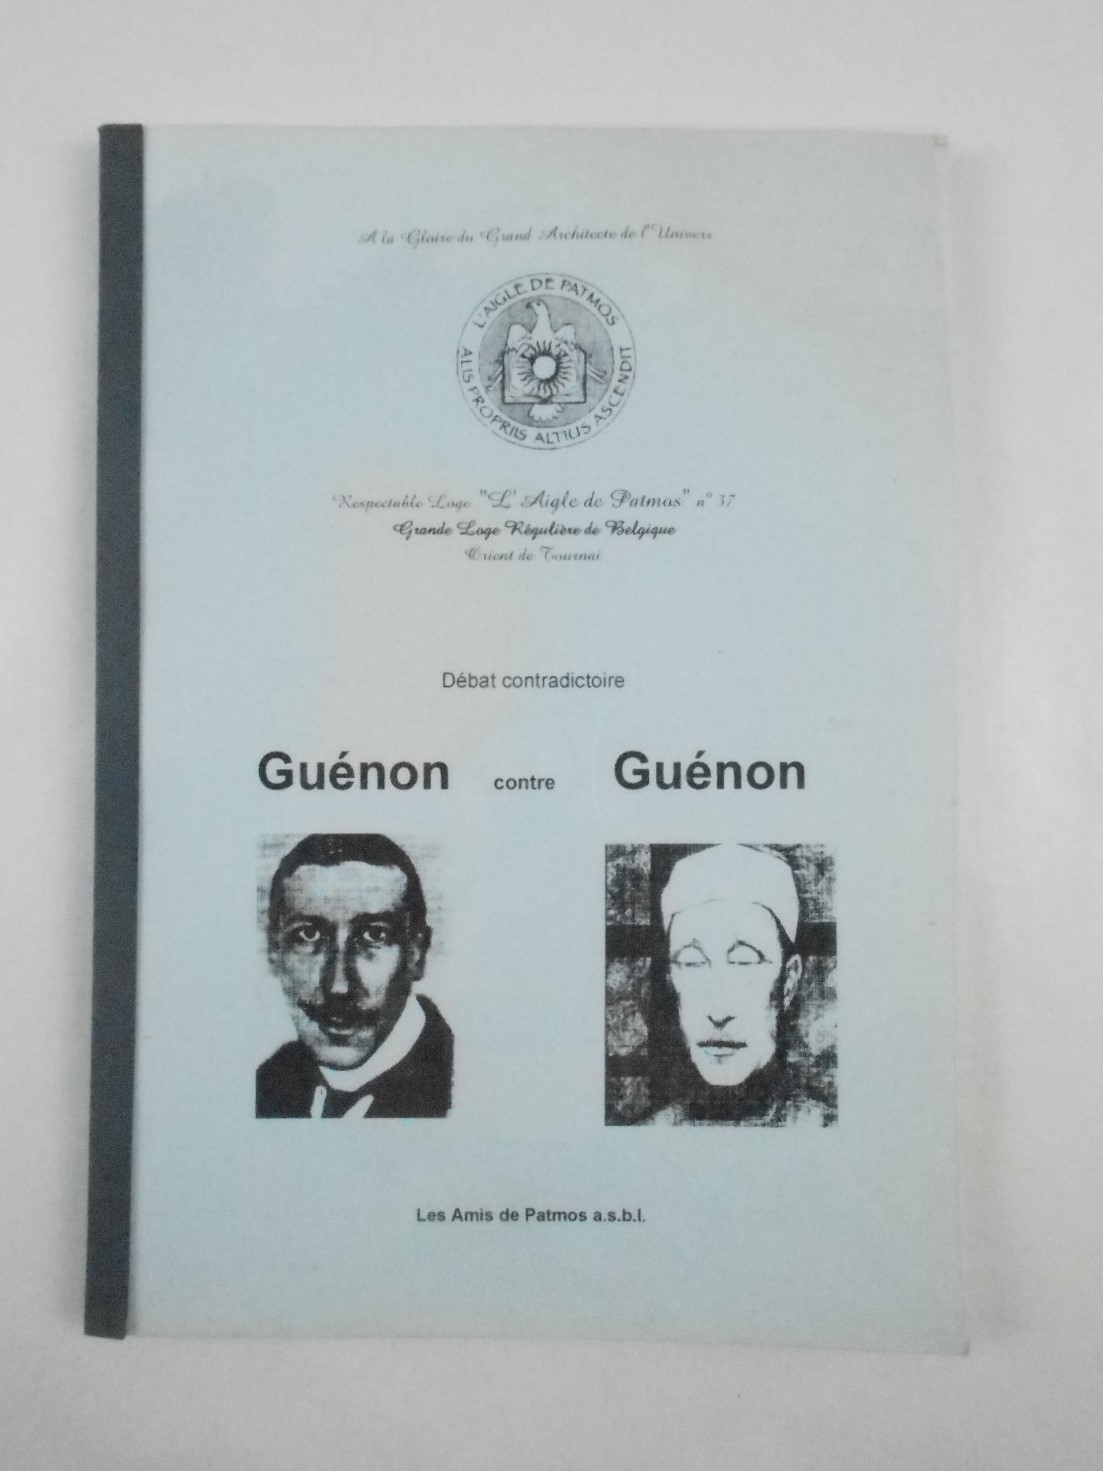 A la Gloire du Grand Architecte de l'Univers
L'AIGLE DE PATMOS
ALIS PROPRIIS ALTIUS ASCENDIT
Respectable Loge "L'Aigle de Patmos" n° 37
Grande Loge Régulière de Belgique
Orient de Tournai
Débat contradictoire
Guénon contre Guénon
Les Amis de Patmos a.s.b.l.